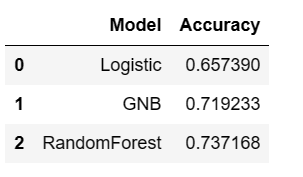 Model Accuracy
0 Logistic 0.657390
1 GNB 0.719233
2 RandomForest 0.737168